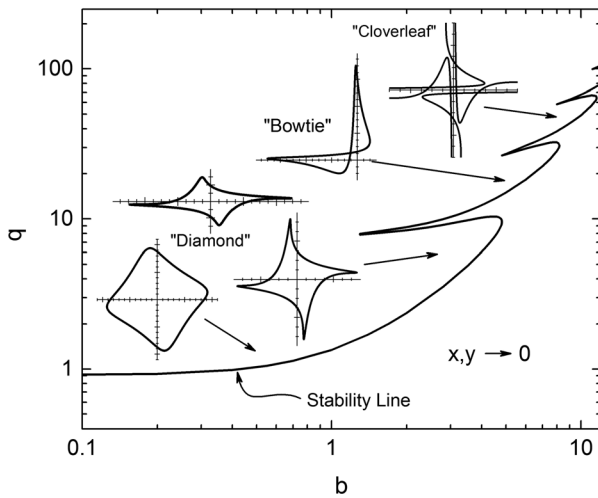 "Cloverleaf"
100
"Bowtie"
10
"Diamond"
q
x,y → 0
1
Stability Line
0.1
1
10
b